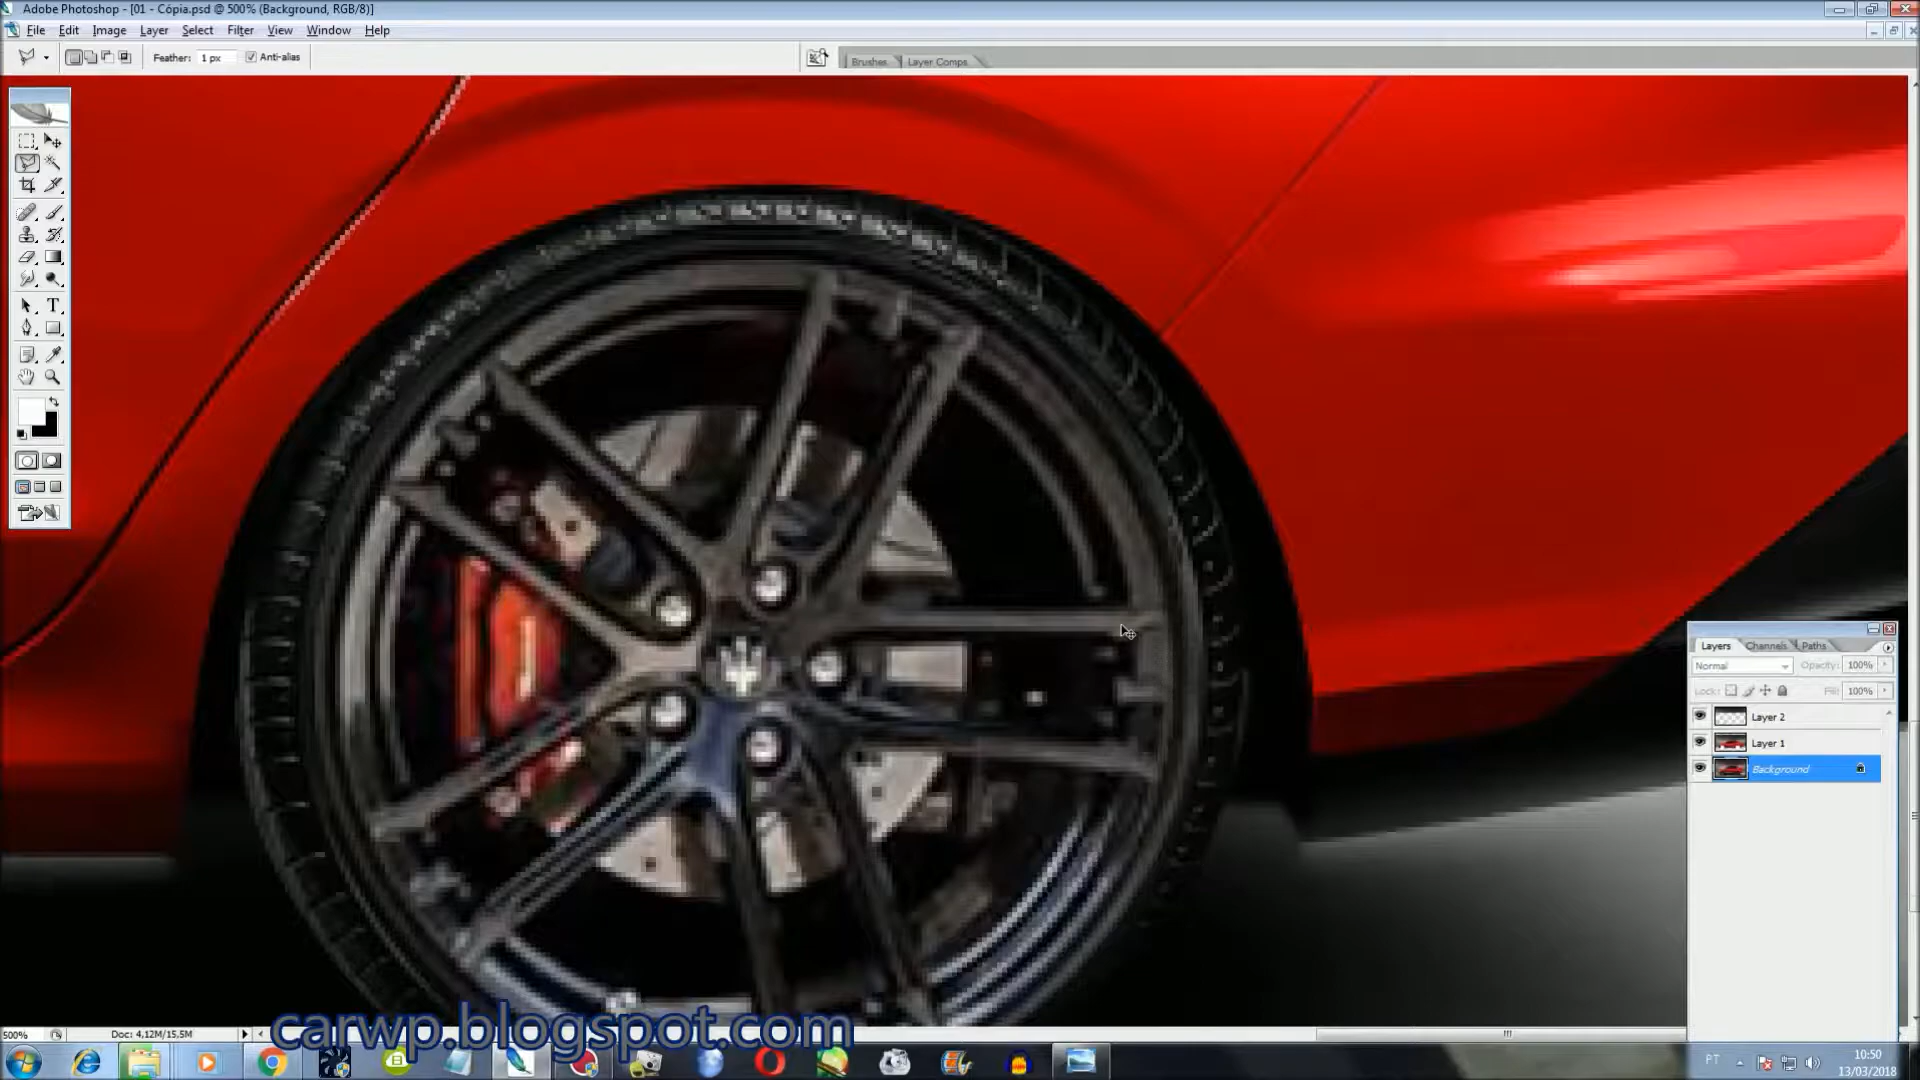 Adobe Photoshop - [01 - Cópia.psd @ 500% (Background, RGB/8)]
File Edit Image Layer Select Filter View Window Help
Feather: 1 px Anti-alias
Brushes Layer Comps
Layers Channels Paths
Normal Opacity: 100%
Lock: Fill: 100%
Layer 2
Layer 1
Background
500% Doc: 4,12M/15,5M
carwp.blogspot.com
PT 10:50
13/03/2018